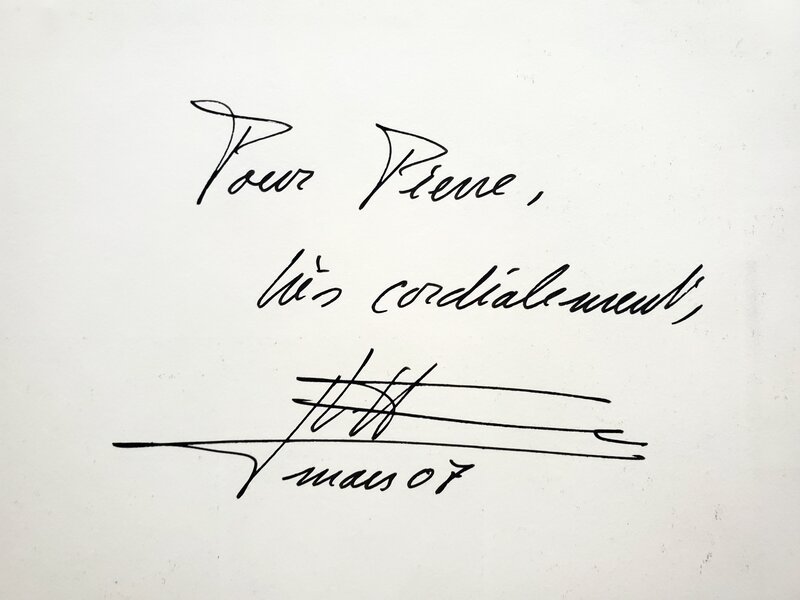 Pour Pierre,
très cordialement,
mars 07